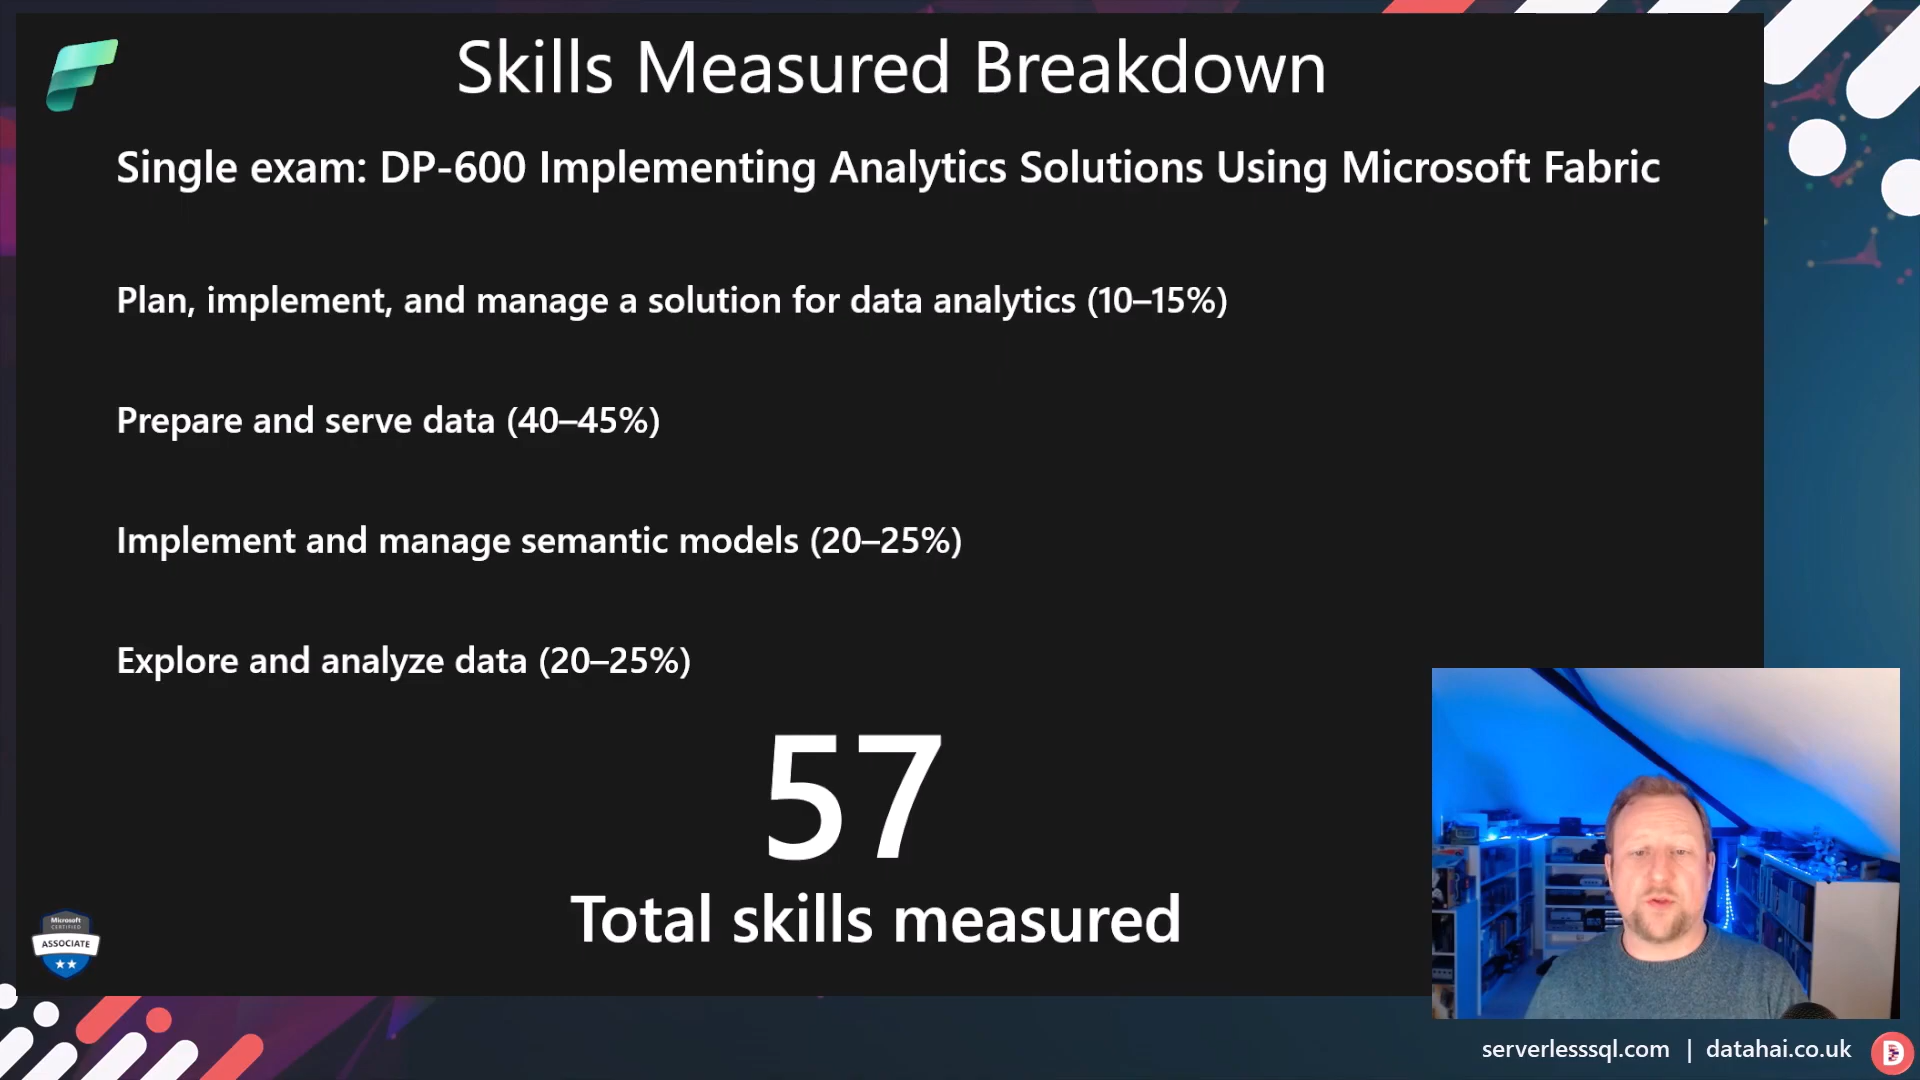 Skills Measured Breakdown
Single exam: DP-600 Implementing Analytics Solutions Using Microsoft Fabric
Plan, implement, and manage a solution for data analytics (10–15%)
Prepare and serve data (40–45%)
Implement and manage semantic models (20–25%)
Explore and analyze data (20–25%)
57
Total skills measured
Microsoft
CERTIFIED
ASSOCIATE
serverlesssql.com | datahai.co.uk
D